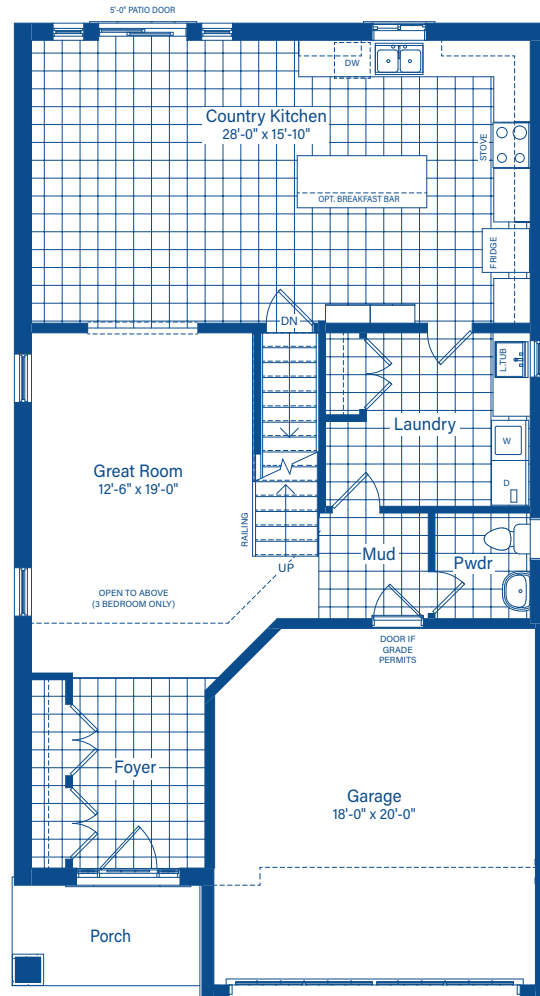 5'-0" PATIO DOOR
DW
Country Kitchen
28'-0" x 15'-10"
STOVE
OPT. BREAKFAST BAR
FRIDGE
DN
L.TUB
Laundry
W
Great Room
12'-6" x 19'-0"
D
RAILING
Mud
Pwdr
UP
OPEN TO ABOVE
(3 BEDROOM ONLY)
DOOR IF
GRADE
PERMITS
Foyer
Garage
18'-0" x 20'-0"
Porch